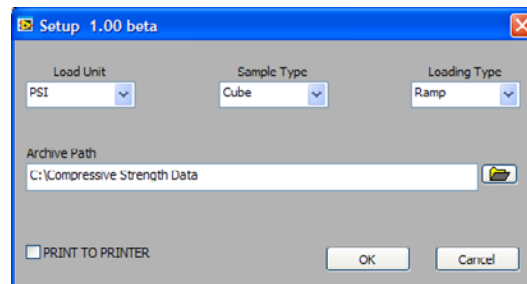 Setup 1.00 beta
Load Unit Sample Type Loading Type
PSI Cube Ramp
Archive Path
C:\Compressive Strength Data
PRINT TO PRINTER OK Cancel